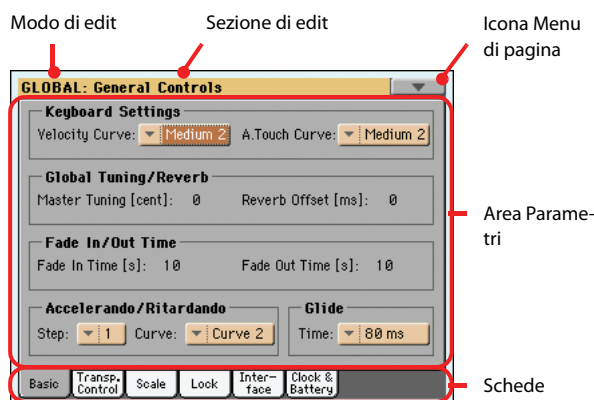 Modo di edit
Sezione di edit
Icona Menu
di pagina
GLOBAL: General Controls
Keyboard Settings
Velocity Curve: Medium 2 A.Touch Curve: Medium 2
Global Tuning/Reverb
Master Tuning [cent]: 0 Reverb Offset [ms]: 0
Area Parame-
tri
Fade In/Out Time
Fade In Time [s]: 10 Fade Out Time [s]: 10
Accelerando/Ritardando
Glide
Step: 1 Curve: Curve 2 Time: 80 ms
Basic
Transp.
Control
Scale
Lock
Inter-
face
Clock &
Battery
Schede